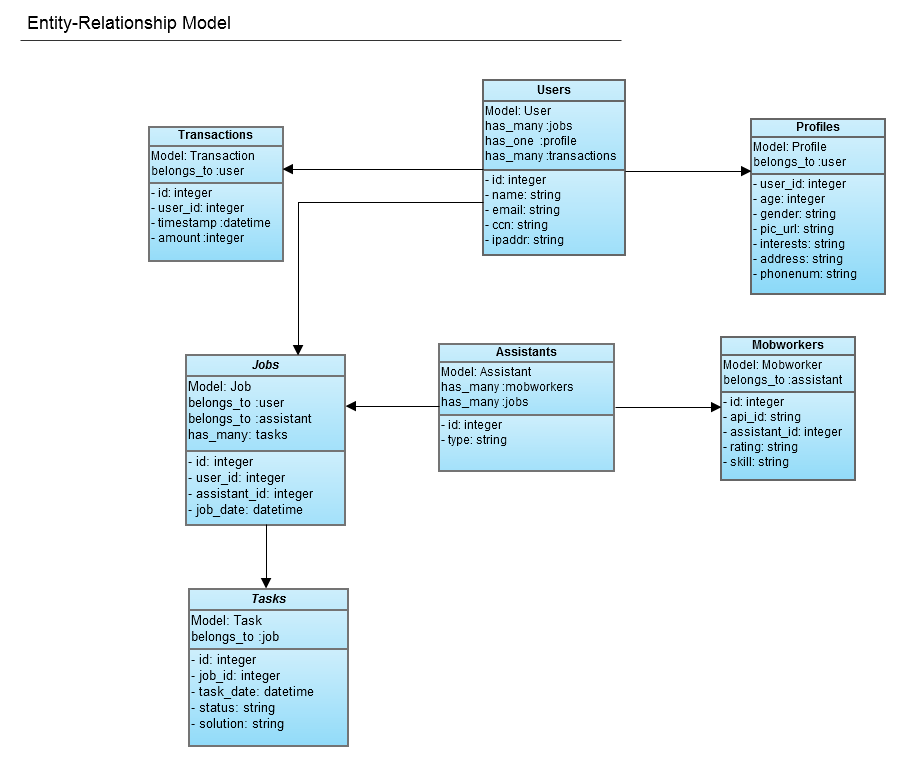 Entity-Relationship Model
Users
Model: User
has_many :jobs
has_one :profile
has_many :transactions
- id: integer
- name: string
- email: string
- ccn: string
- ipaddr: string
Transactions
Model: Transaction
belongs_to :user
- id: integer
- user_id: integer
- timestamp :datetime
- amount :integer
Profiles
Model: Profile
belongs_to :user
- user_id: integer
- age: integer
- gender: string
- pic_url: string
- interests: string
- address: string
- phonenum: string
Jobs
Model: Job
belongs_to :user
belongs_to :assistant
has_many: tasks
- id: integer
- user_id: integer
- assistant_id: integer
- job_date: datetime
Assistants
Model: Assistant
has_many :mobworkers
has_many :jobs
- id: integer
- type: string
Mobworkers
Model: Mobworker
belongs_to :assistant
- id: integer
- api_id: string
- assistant_id: integer
- rating: string
- skill: string
Tasks
Model: Task
belongs_to :job
- id: integer
- job_id: integer
- task_date: datetime
- status: string
- solution: string